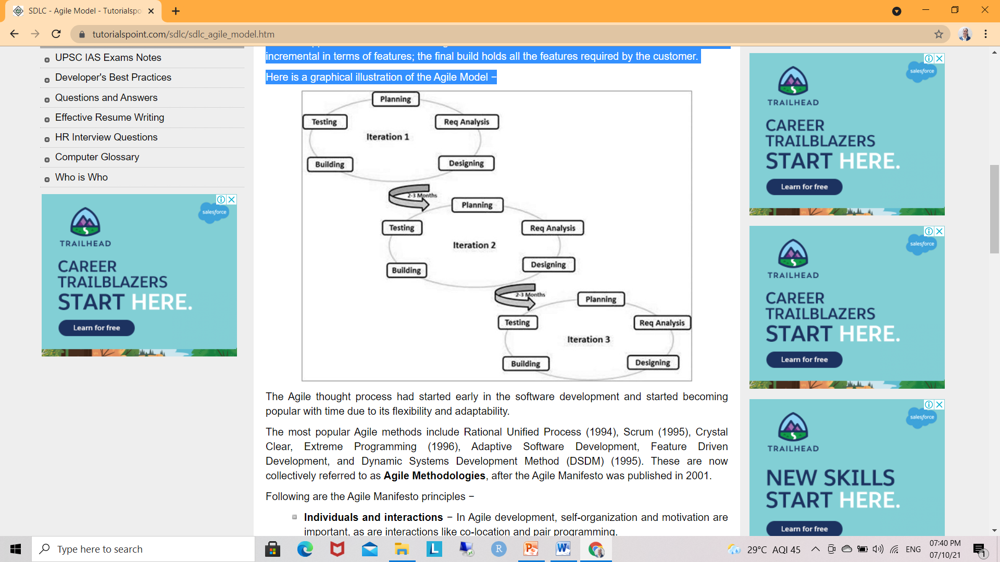 SDLC - Agile Model - Tutorialspo
tutorialspoint.com/sdlc/sdlc_agile_model.htm
UPSC IAS Exams Notes
Developer's Best Practices
Questions and Answers
Effective Resume Writing
HR Interview Questions
Computer Glossary
Who is Who
salesforce
TRAILHEAD
CAREER
TRAILBLAZERS
START HERE.
Learn for free
incremental in terms of features; the final build holds all the features required by the customer.
Here is a graphical illustration of the Agile Model −
Planning
Testing
Req Analysis
Iteration 1
Building
Designing
2-3 Months
Planning
Testing
Req Analysis
Iteration 2
Building
Designing
2-3 Months
Planning
Testing
Req Analysis
Iteration 3
Building
Designing
The Agile thought process had started early in the software development and started becoming
popular with time due to its flexibility and adaptability.
The most popular Agile methods include Rational Unified Process (1994), Scrum (1995), Crystal
Clear, Extreme Programming (1996), Adaptive Software Development, Feature Driven
Development, and Dynamic Systems Development Method (DSDM) (1995). These are now
collectively referred to as Agile Methodologies, after the Agile Manifesto was published in 2001.
Following are the Agile Manifesto principles −
Individuals and interactions − In Agile development, self-organization and motivation are
important, as are interactions like co-location and pair programming.
salesforce
TRAILHEAD
CAREER
TRAILBLAZERS
START HERE.
Learn for free
salesforce
TRAILHEAD
CAREER
TRAILBLAZERS
START HERE.
Learn for free
salesforce
TRAILHEAD
NEW SKILLS
START HERE.
Learn for free
Type here to search
L
R
P
W
29°C AQI 45
ENG
07:40 PM
07/10/21
1